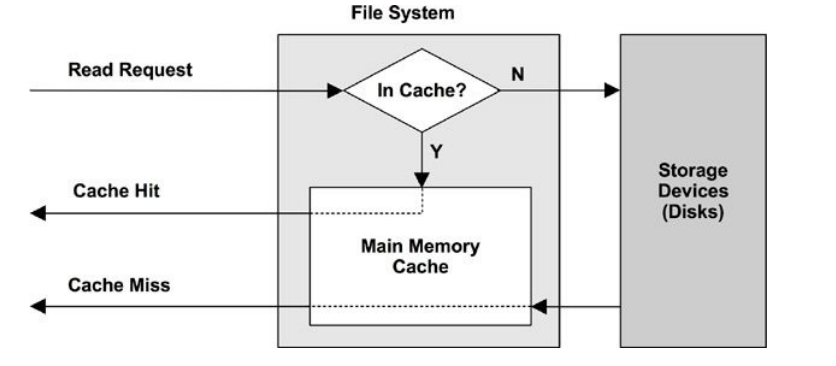 File System
Read Request
In Cache?
N
Y
Cache Hit
Main Memory
Cache
Cache Miss
Storage
Devices
(Disks)